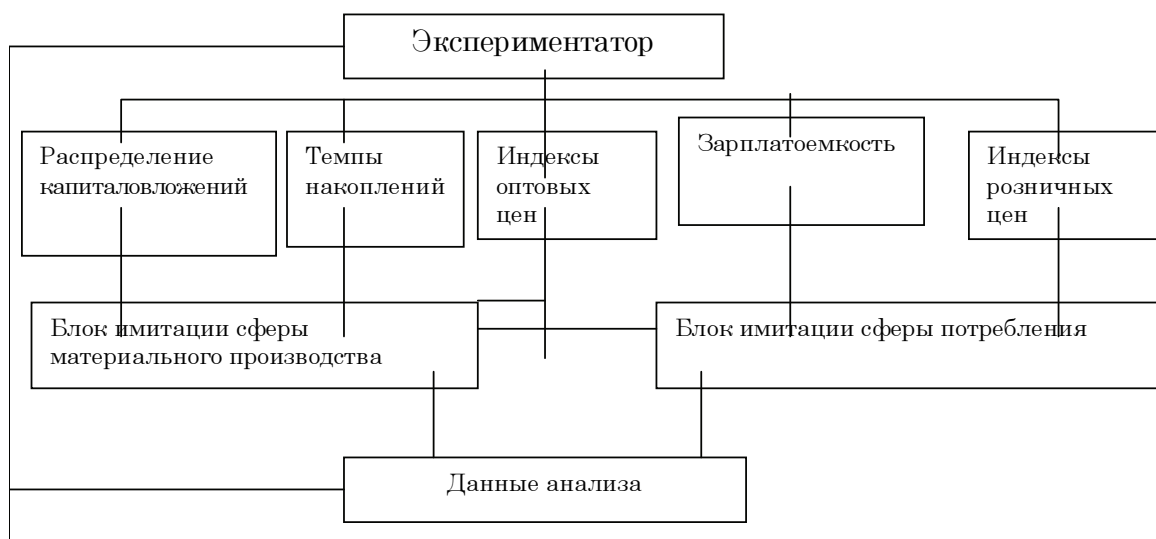 Экспериментатор
Распределение
капиталовложений
Темпы
накоплений
Индексы
оптовых
цен
Зарплатоемкость
Индексы
розничных
цен
Блок имитации сферы
материального производства
Блок имитации сферы потребления
Данные анализа